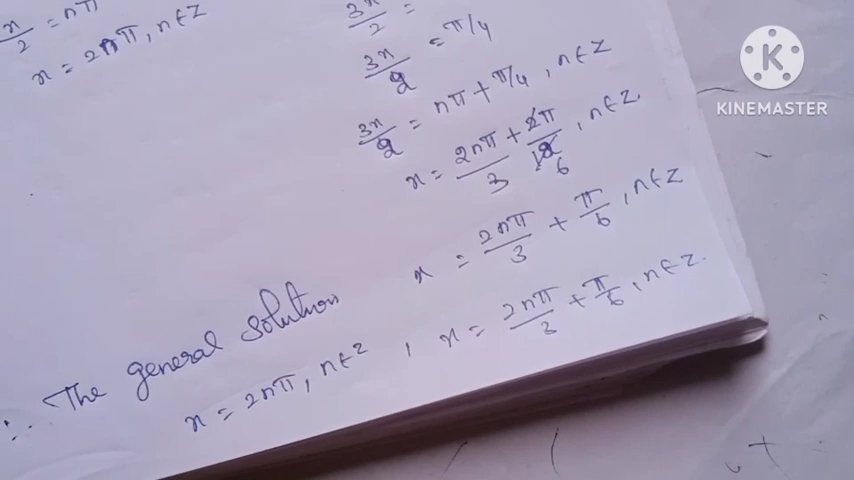 x/2 = nπ
x = 2nπ, n∈Z
3x/2 =
3x/2 = π/4
3x/2 = nπ + π/4, n∈Z
x = 2nπ/3 + 2π/12 6, n∈Z.
x = 2nπ/3 + π/6, n∈Z
∴ The general solution
x = 2nπ, n∈Z , x = 2nπ/3 + π/6, n∈Z.
K
KINEMASTER